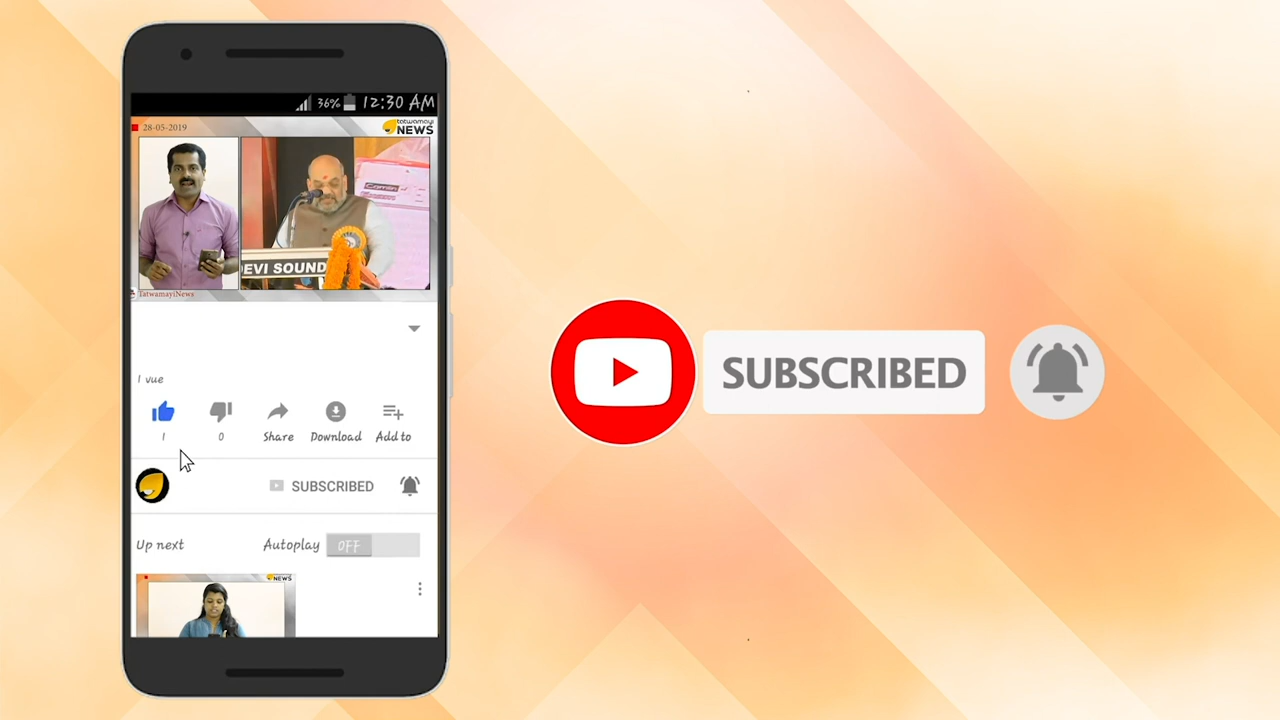 36% 12:30 AM
28-05-2019
tatwamayi
NEWS
DEVI SOUND
TatwamayiNews
1 vue
1 0 Share Download Add to
SUBSCRIBED
Up next Autoplay OFF
NEWS
SUBSCRIBED